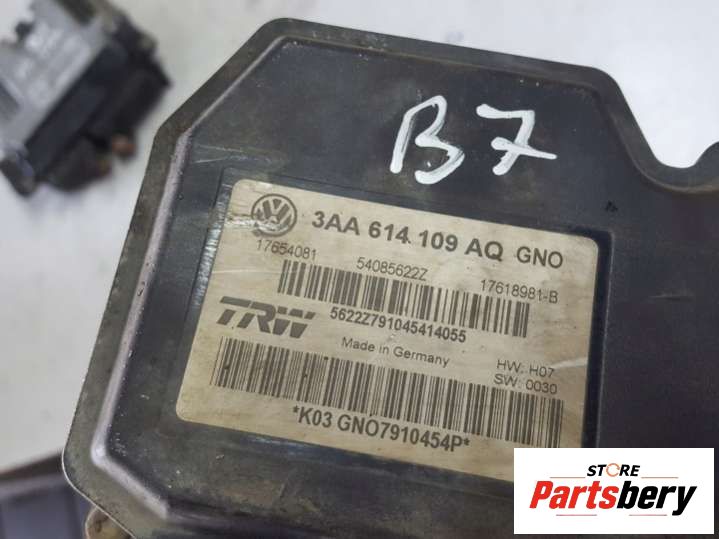 B7
3AA 614 109 AQ GNO
17654081 54085622Z 17618981-B
TRW
5622Z791045414055
Made in Germany
HW: H07
SW: 0030
*K03 GNO7910454P*
STORE
Partsbery